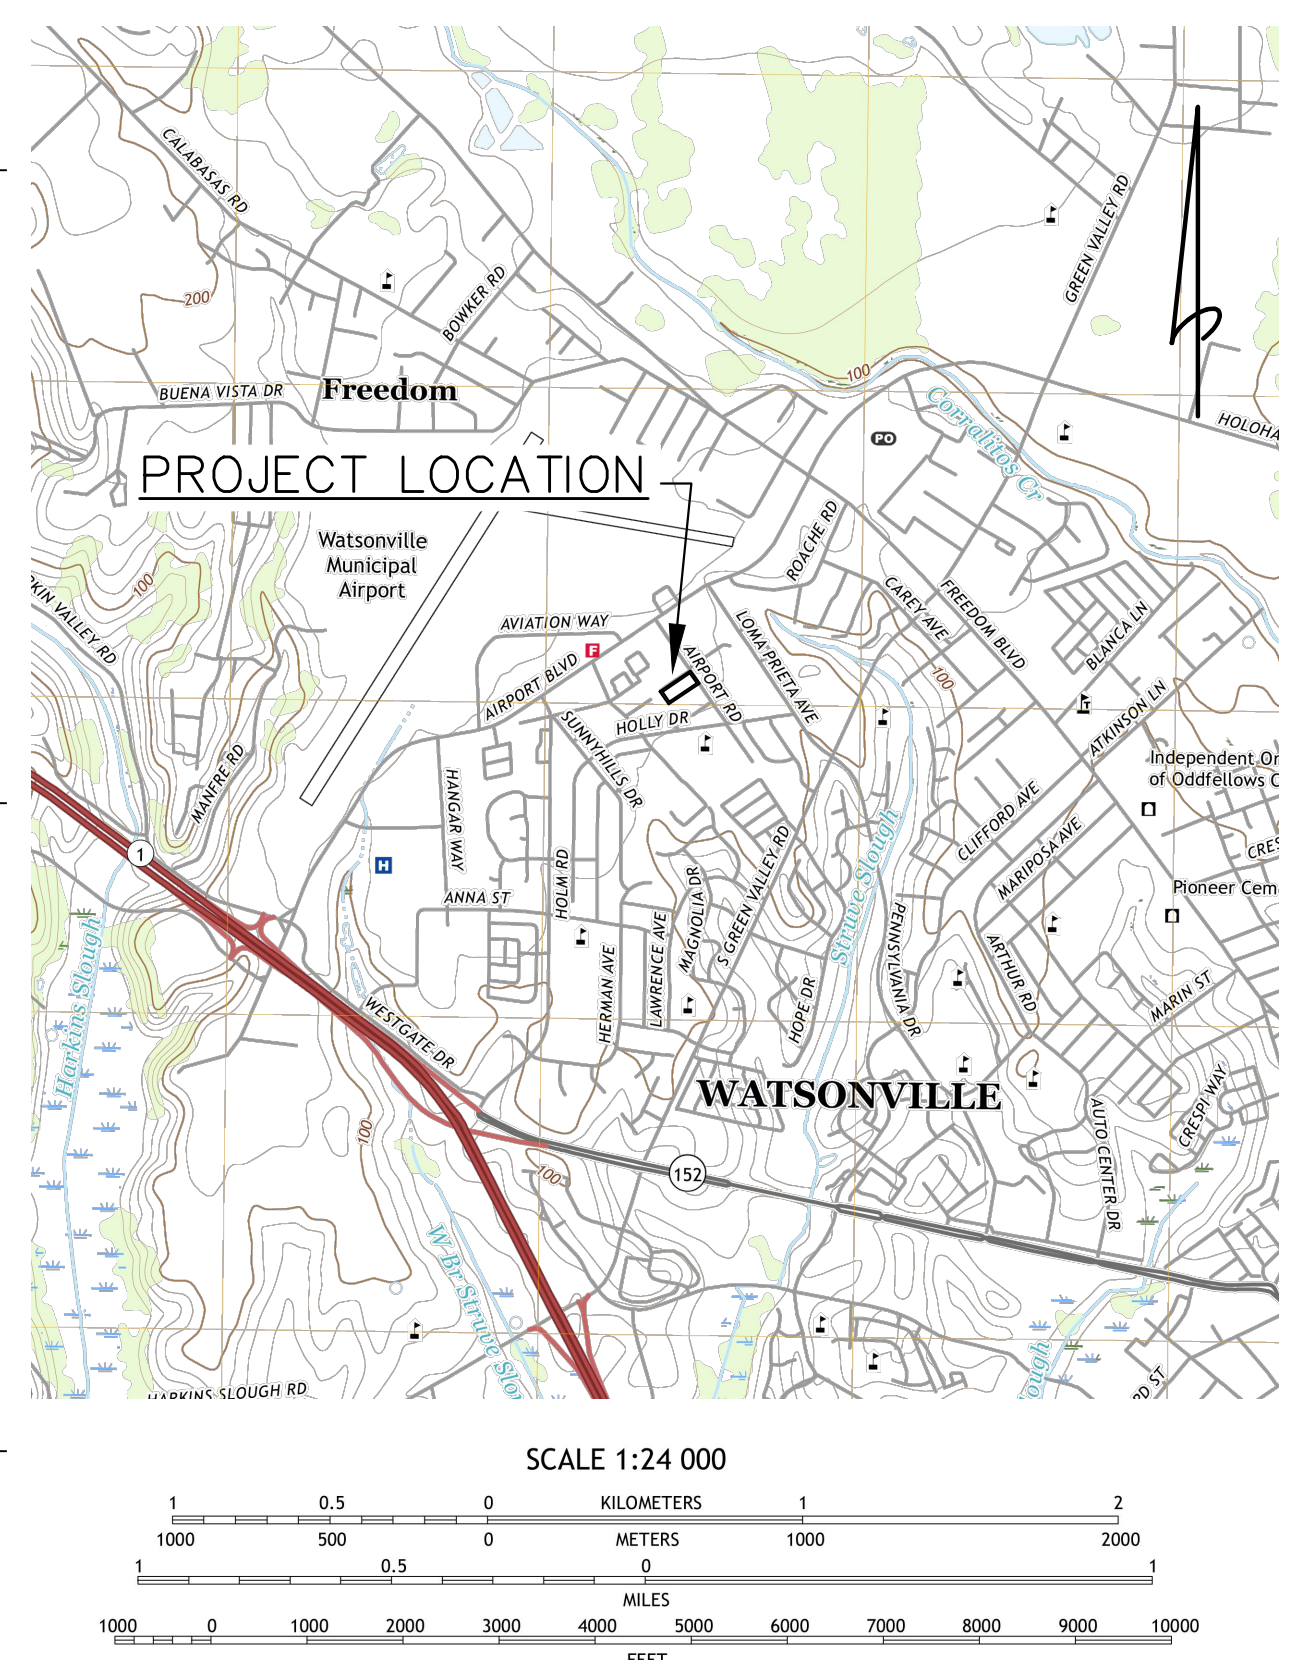 CALABASAS RD
GREEN VALLEY RD
200
BOWKER RD
BUENA VISTA DR
Freedom
100
Corralitos Cr
PO
HOLOHA
PROJECT LOCATION
Watsonville
Municipal
Airport
100
RKIN VALLEY RD
ROACHE RD
CAREY AVE
FREEDOM BLVD
BLANCA LN
AVIATION WAY
F
AIRPORT BLVD
AIRPORT RD
LOMA PRIETA AVE
100
HOLLY DR
SUNNYHILLS DR
T
ATKINSON LN
Independent Or
of Oddfellows C
MANFRE RD
HANGAR WAY
CLIFFORD AVE
MARIPOSA AVE
CRES
1
H
ANNA ST
HOLM RD
MAGNOLIA DR
S GREEN VALLEY RD
Struve Slough
PENNSYLVANIA DR
Pioneer Cem
Harkins Slough
HERMAN AVE
LAWRENCE AVE
HOPE DR
ARTHUR RD
MARIN ST
WESTGATE DR
WATSONVILLE
CRESPI WAY
AUTO CENTER DR
100
100
152
W Br Struve Slou
HARKINS SLOUGH RD
ough
RD ST
SCALE 1:24 000
1 0.5 0 KILOMETERS 1 2
1000 500 0 METERS 1000 2000
1 0.5 0 1
MILES
1000 0 1000 2000 3000 4000 5000 6000 7000 8000 9000 10000
FEET